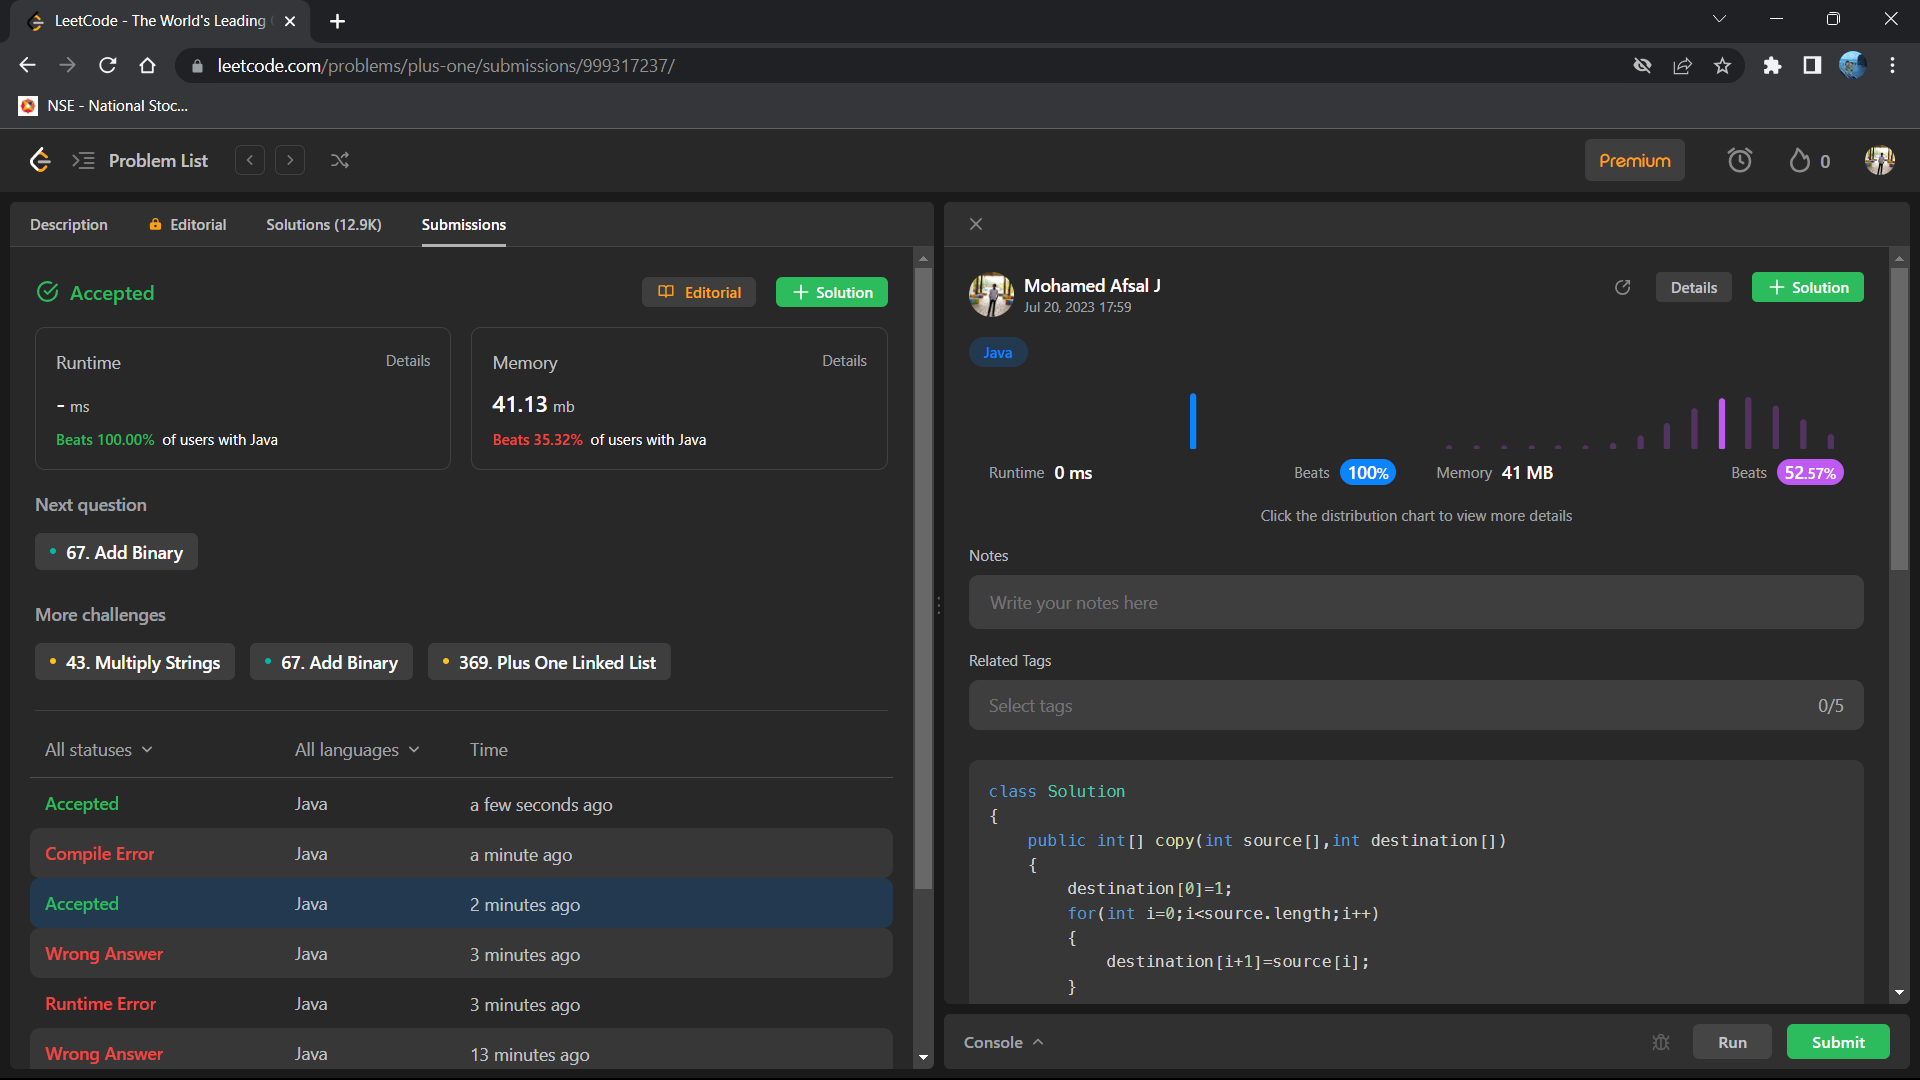 LeetCode - The World's Leading
leetcode.com/problems/plus-one/submissions/999317237/
NSE - National Stoc...
Problem List
Premium
0
Description
Editorial
Solutions (12.9K)
Submissions
Accepted
Editorial
+ Solution
Runtime
Details
- ms
Beats 100.00% of users with Java
Memory
Details
41.13 mb
Beats 35.32% of users with Java
Next question
67. Add Binary
More challenges
43. Multiply Strings
67. Add Binary
369. Plus One Linked List
All statuses
All languages
Time
Accepted Java a few seconds ago
Compile Error Java a minute ago
Accepted Java 2 minutes ago
Wrong Answer Java 3 minutes ago
Runtime Error Java 3 minutes ago
Wrong Answer Java 13 minutes ago
Mohamed Afsal J
Jul 20, 2023 17:59
Details
+ Solution
Java
Runtime 0 ms
Beats 100%
Memory 41 MB
Beats 52.57%
Click the distribution chart to view more details
Notes
Write your notes here
Related Tags
Select tags
0/5
class Solution
{
public int[] copy(int source[],int destination[])
{
destination[0]=1;
for(int i=0;i<source.length;i++)
{
destination[i+1]=source[i];
}
Console
Run
Submit